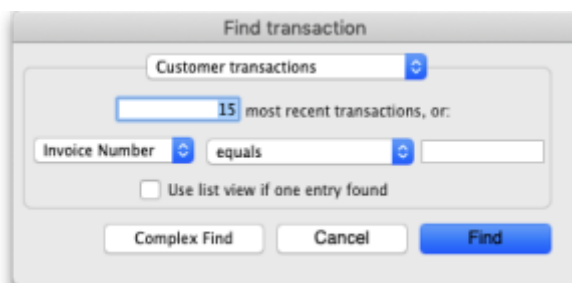 Find transaction
Customer transactions
15 most recent transactions, or:
Invoice Number equals
Use list view if one entry found
Complex Find Cancel Find